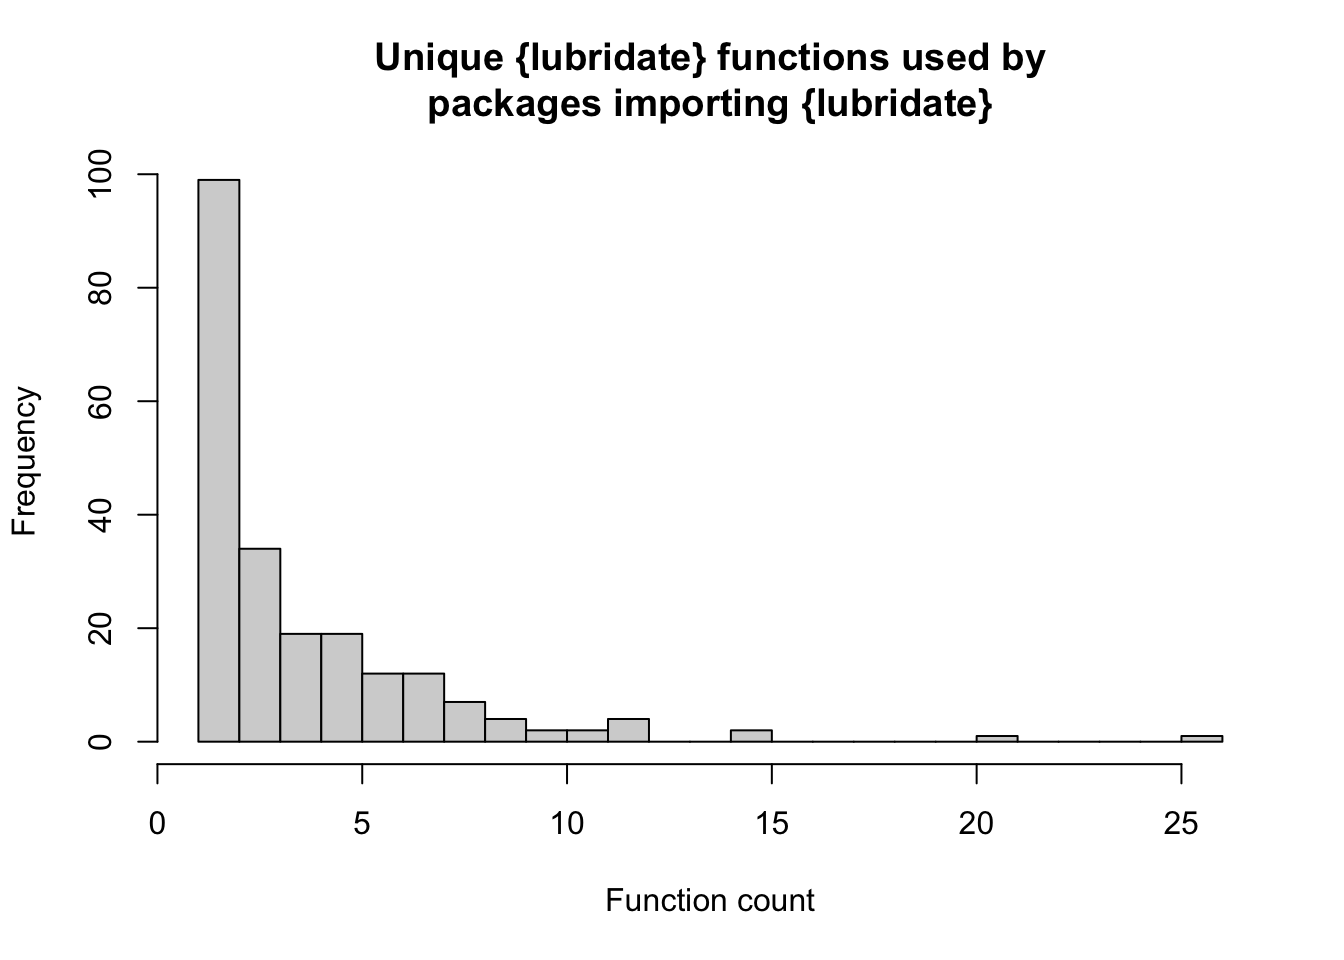 Unique {lubridate} functions used by
packages importing {lubridate}
Frequency
100
80
60
40
20
0
0 5 10 15 20 25
Function count